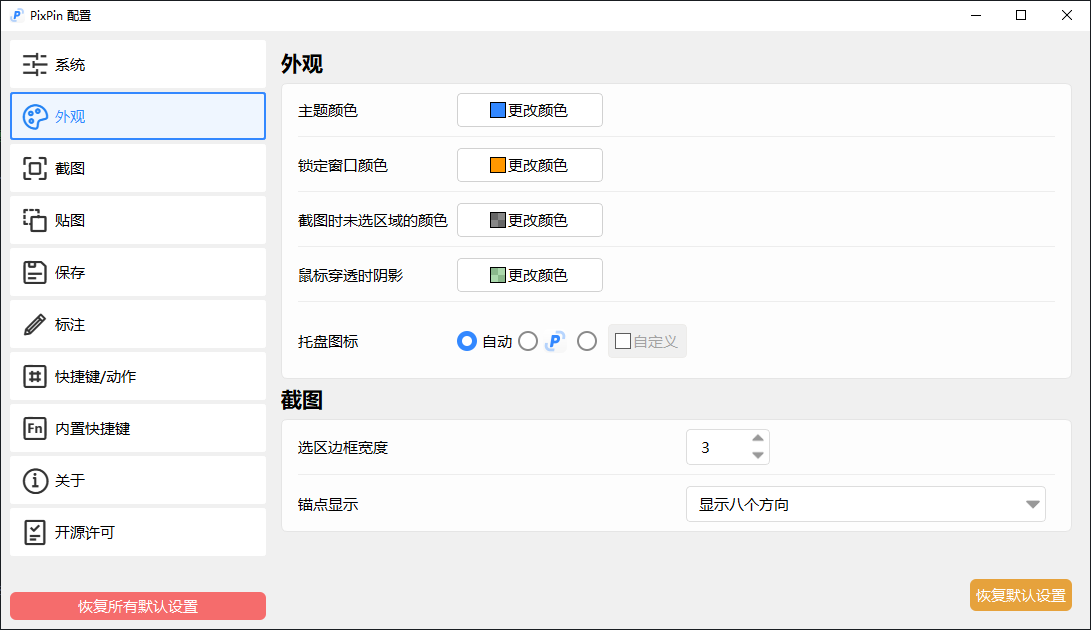 PixPin 配置
系统
外观
截图
贴图
保存
标注
快捷键/动作
Fn 内置快捷键
关于
开源许可
恢复所有默认设置
外观
主题颜色 更改颜色
锁定窗口颜色 更改颜色
截图时未选区域的颜色 更改颜色
鼠标穿透时阴影 更改颜色
托盘图标 自动 P 自定义
截图
选区边框宽度 3
锚点显示 显示八个方向
恢复默认设置